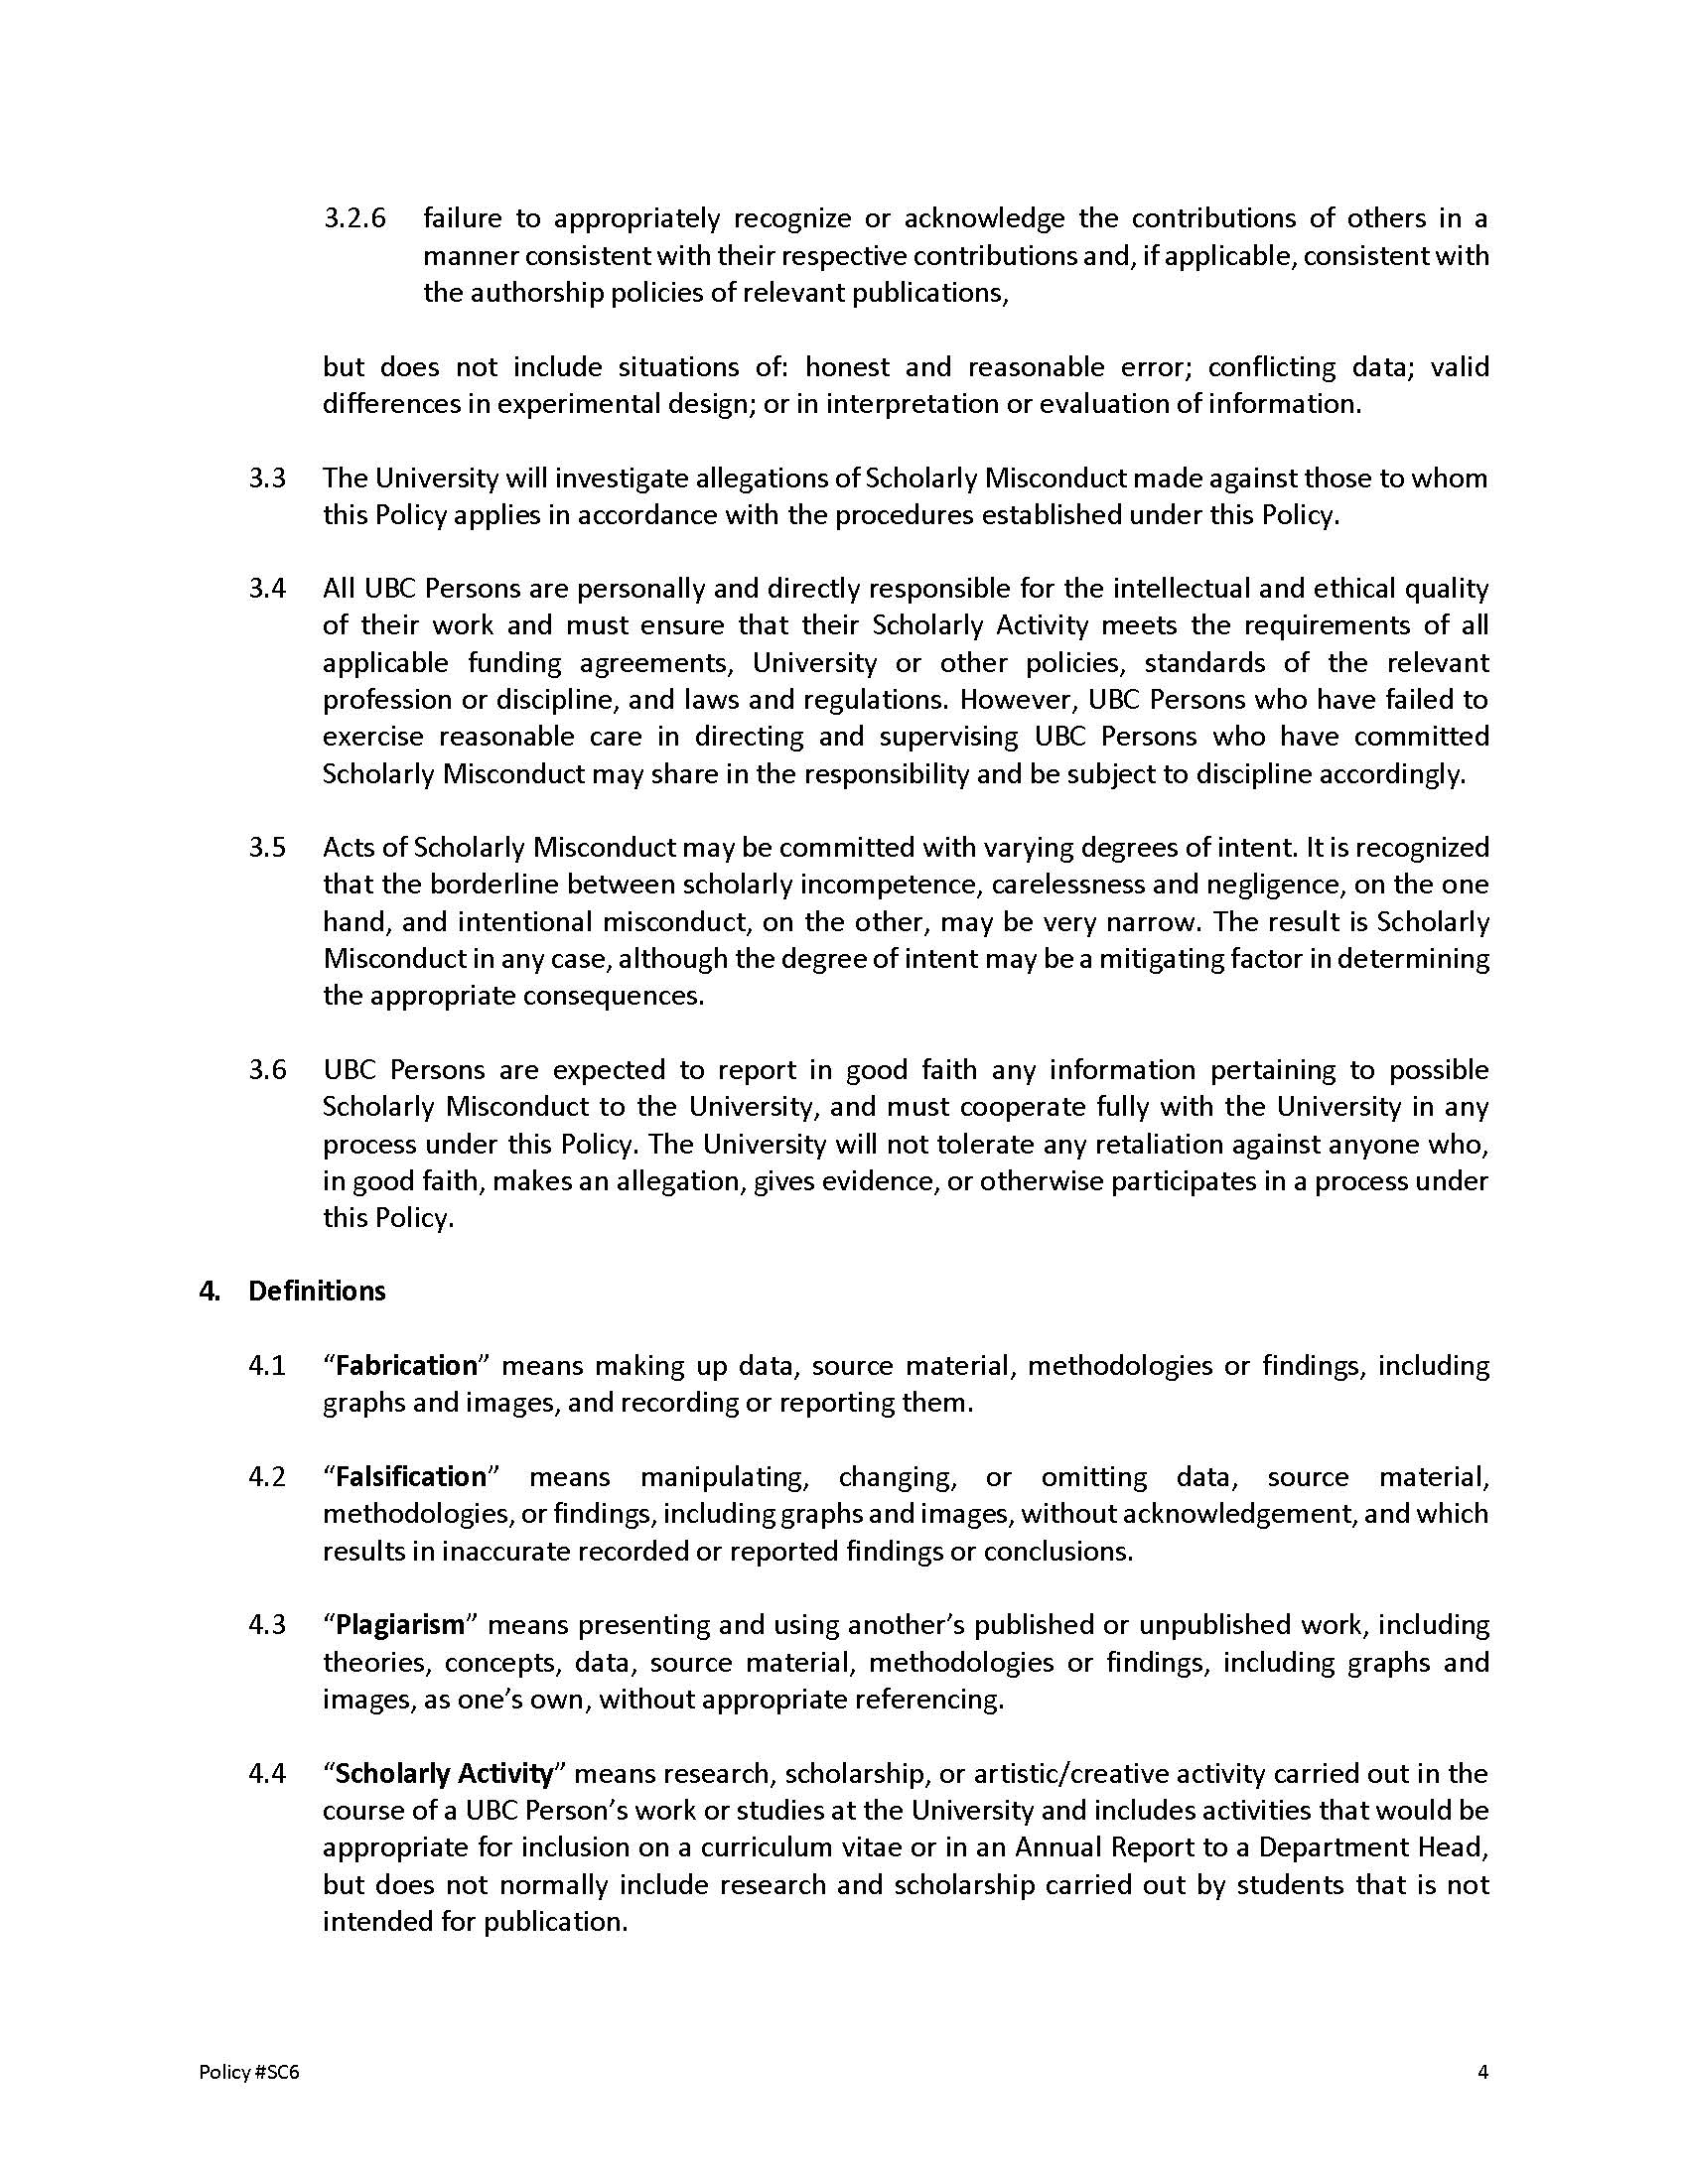 3.2.6 failure to appropriately recognize or acknowledge the contributions of others in a
manner consistent with their respective contributions and, if applicable, consistent with
the authorship policies of relevant publications,
but does not include situations of: honest and reasonable error; conflicting data; valid
differences in experimental design; or in interpretation or evaluation of information.
3.3 The University will investigate allegations of Scholarly Misconduct made against those to whom
this Policy applies in accordance with the procedures established under this Policy.
3.4 All UBC Persons are personally and directly responsible for the intellectual and ethical quality
of their work and must ensure that their Scholarly Activity meets the requirements of all
applicable funding agreements, University or other policies, standards of the relevant
profession or discipline, and laws and regulations. However, UBC Persons who have failed to
exercise reasonable care in directing and supervising UBC Persons who have committed
Scholarly Misconduct may share in the responsibility and be subject to discipline accordingly.
3.5 Acts of Scholarly Misconduct may be committed with varying degrees of intent. It is recognized
that the borderline between scholarly incompetence, carelessness and negligence, on the one
hand, and intentional misconduct, on the other, may be very narrow. The result is Scholarly
Misconduct in any case, although the degree of intent may be a mitigating factor in determining
the appropriate consequences.
3.6 UBC Persons are expected to report in good faith any information pertaining to possible
Scholarly Misconduct to the University, and must cooperate fully with the University in any
process under this Policy. The University will not tolerate any retaliation against anyone who,
in good faith, makes an allegation, gives evidence, or otherwise participates in a process under
this Policy.
4. Definitions
4.1 “Fabrication” means making up data, source material, methodologies or findings, including
graphs and images, and recording or reporting them.
4.2 “Falsification” means manipulating, changing, or omitting data, source material,
methodologies, or findings, including graphs and images, without acknowledgement, and which
results in inaccurate recorded or reported findings or conclusions.
4.3 “Plagiarism” means presenting and using another’s published or unpublished work, including
theories, concepts, data, source material, methodologies or findings, including graphs and
images, as one’s own, without appropriate referencing.
4.4 “Scholarly Activity” means research, scholarship, or artistic/creative activity carried out in the
course of a UBC Person’s work or studies at the University and includes activities that would be
appropriate for inclusion on a curriculum vitae or in an Annual Report to a Department Head,
but does not normally include research and scholarship carried out by students that is not
intended for publication.
Policy #SC6 4